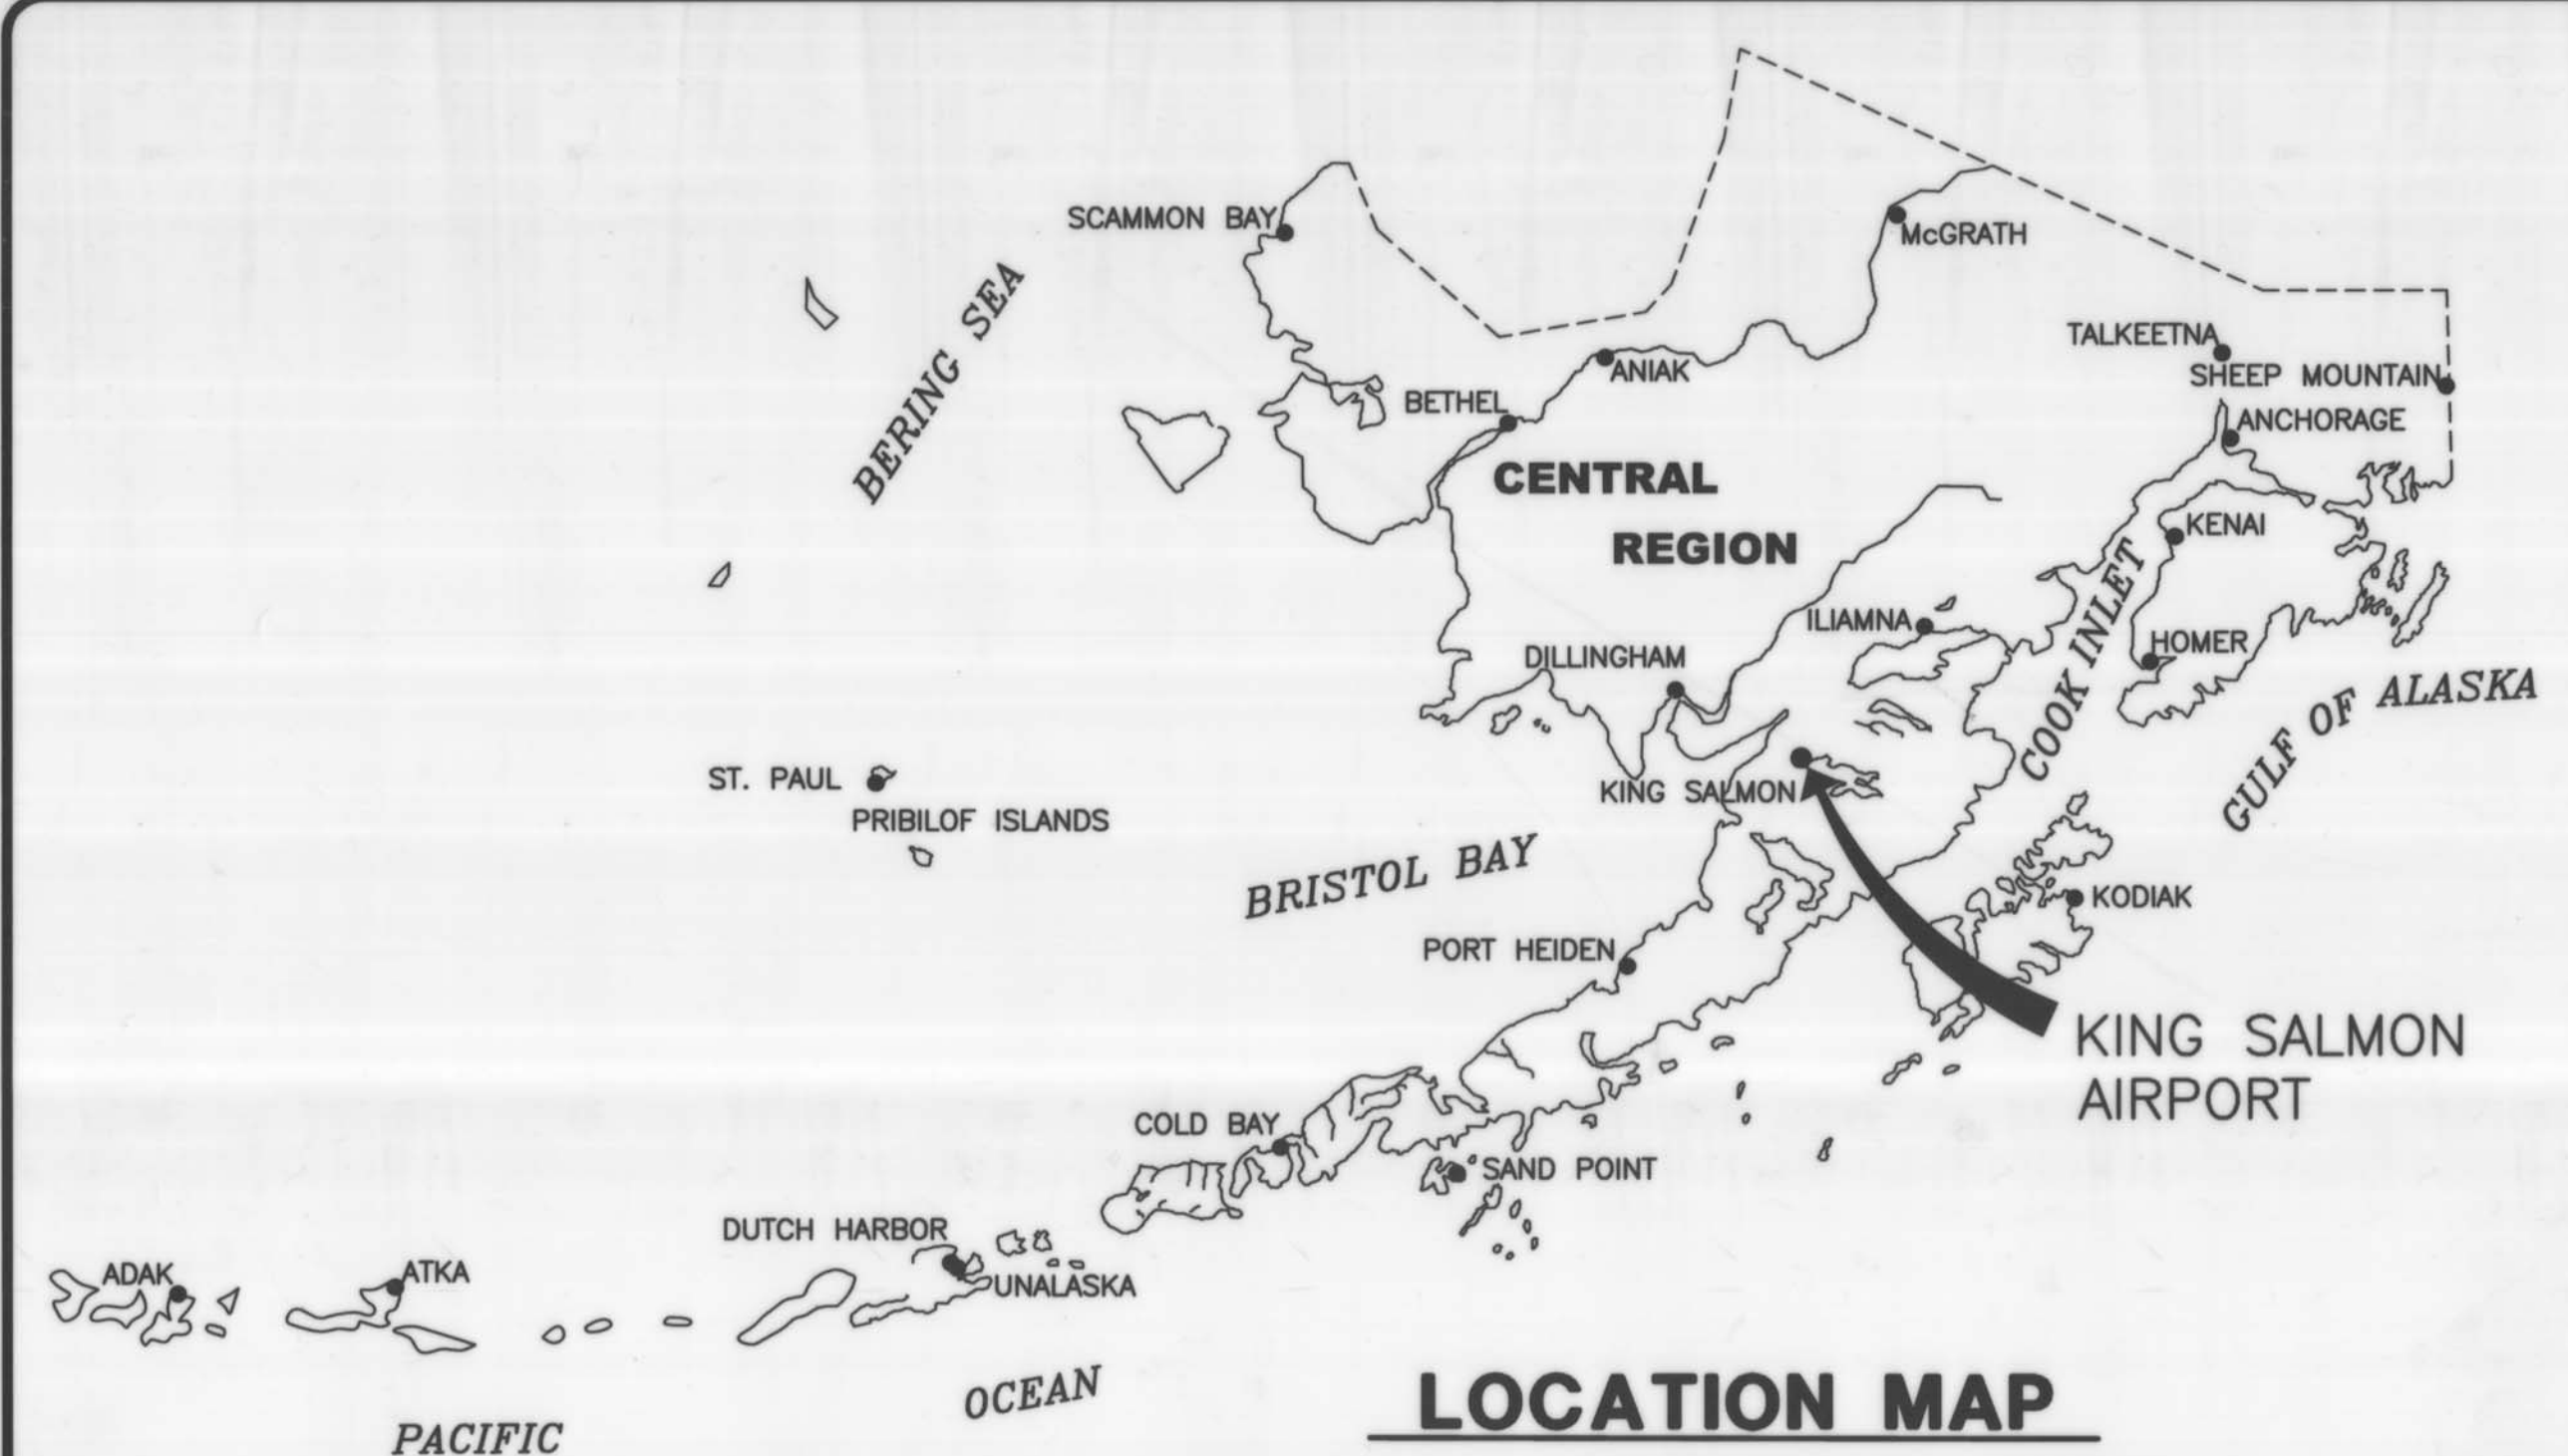 SCAMMON BAY
McGRATH
BERING SEA
TALKEETNA
SHEEP MOUNTAIN
ANIAK
BETHEL
ANCHORAGE
CENTRAL
REGION
KENAI
COOK INLET
ILIAMNA
HOMER
DILLINGHAM
GULF OF ALASKA
ST. PAUL
KING SALMON
PRIBILOF ISLANDS
BRISTOL BAY
KODIAK
PORT HEIDEN
KING SALMON
AIRPORT
COLD BAY
SAND POINT
DUTCH HARBOR
ADAK
ATKA
UNALASKA
PACIFIC
OCEAN
LOCATION MAP